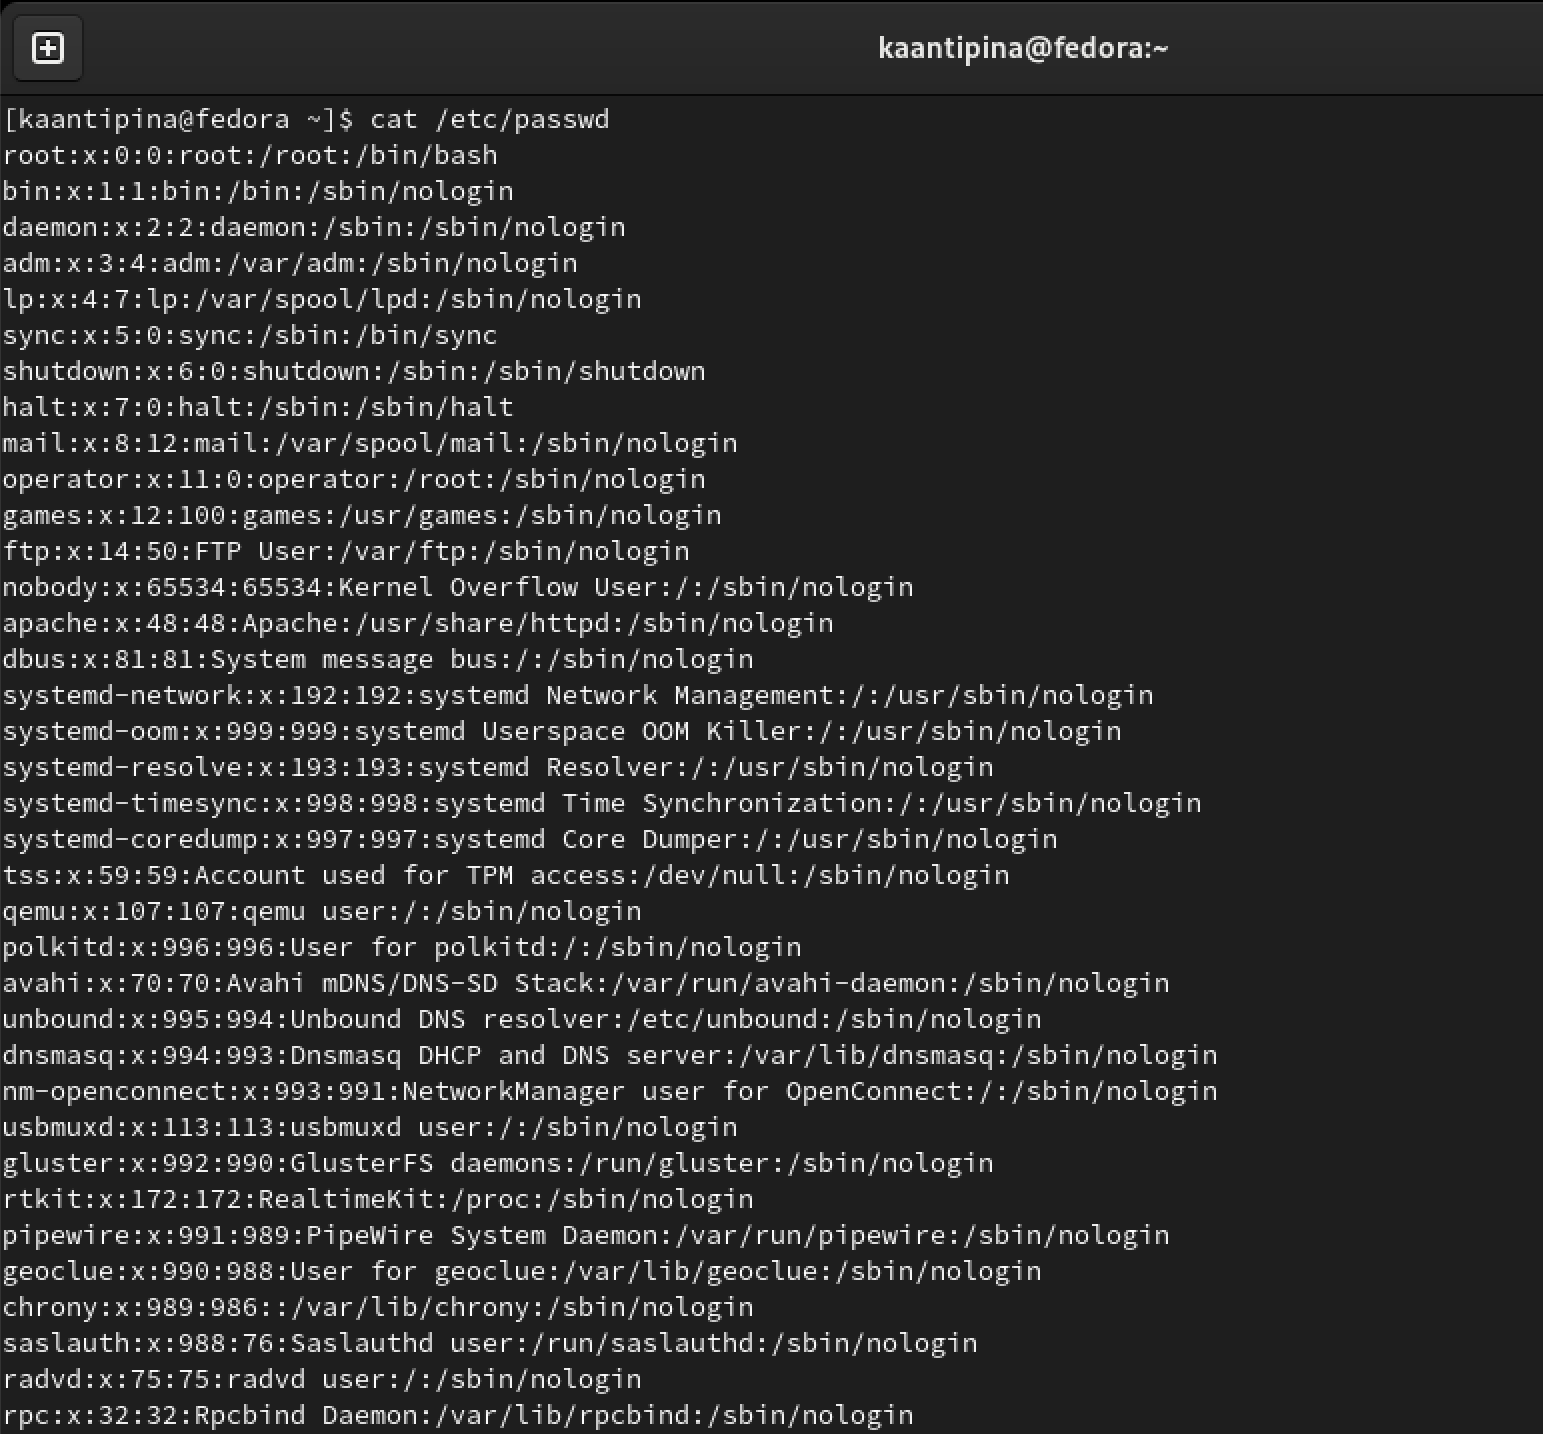 kaantipina@fedora:~
[kaantipina@fedora ~]$ cat /etc/passwd
root:x:0:0:root:/root:/bin/bash
bin:x:1:1:bin:/bin:/sbin/nologin
daemon:x:2:2:daemon:/sbin:/sbin/nologin
adm:x:3:4:adm:/var/adm:/sbin/nologin
lp:x:4:7:lp:/var/spool/lpd:/sbin/nologin
sync:x:5:0:sync:/sbin:/bin/sync
shutdown:x:6:0:shutdown:/sbin:/sbin/shutdown
halt:x:7:0:halt:/sbin:/sbin/halt
mail:x:8:12:mail:/var/spool/mail:/sbin/nologin
operator:x:11:0:operator:/root:/sbin/nologin
games:x:12:100:games:/usr/games:/sbin/nologin
ftp:x:14:50:FTP User:/var/ftp:/sbin/nologin
nobody:x:65534:65534:Kernel Overflow User:/:/sbin/nologin
apache:x:48:48:Apache:/usr/share/httpd:/sbin/nologin
dbus:x:81:81:System message bus:/:/sbin/nologin
systemd-network:x:192:192:systemd Network Management:/:/usr/sbin/nologin
systemd-oom:x:999:999:systemd Userspace OOM Killer:/:/usr/sbin/nologin
systemd-resolve:x:193:193:systemd Resolver:/:/usr/sbin/nologin
systemd-timesync:x:998:998:systemd Time Synchronization:/:/usr/sbin/nologin
systemd-coredump:x:997:997:systemd Core Dumper:/:/usr/sbin/nologin
tss:x:59:59:Account used for TPM access:/dev/null:/sbin/nologin
qemu:x:107:107:qemu user:/:/sbin/nologin
polkitd:x:996:996:User for polkitd:/:/sbin/nologin
avahi:x:70:70:Avahi mDNS/DNS-SD Stack:/var/run/avahi-daemon:/sbin/nologin
unbound:x:995:994:Unbound DNS resolver:/etc/unbound:/sbin/nologin
dnsmasq:x:994:993:Dnsmasq DHCP and DNS server:/var/lib/dnsmasq:/sbin/nologin
nm-openconnect:x:993:991:NetworkManager user for OpenConnect:/:/sbin/nologin
usbmuxd:x:113:113:usbmuxd user:/:/sbin/nologin
gluster:x:992:990:GlusterFS daemons:/run/gluster:/sbin/nologin
rtkit:x:172:172:RealtimeKit:/proc:/sbin/nologin
pipewire:x:991:989:PipeWire System Daemon:/var/run/pipewire:/sbin/nologin
geoclue:x:990:988:User for geoclue:/var/lib/geoclue:/sbin/nologin
chrony:x:989:986::/var/lib/chrony:/sbin/nologin
saslauth:x:988:76:Saslauthd user:/run/saslauthd:/sbin/nologin
radvd:x:75:75:radvd user:/:/sbin/nologin
rpc:x:32:32:Rpcbind Daemon:/var/lib/rpcbind:/sbin/nologin